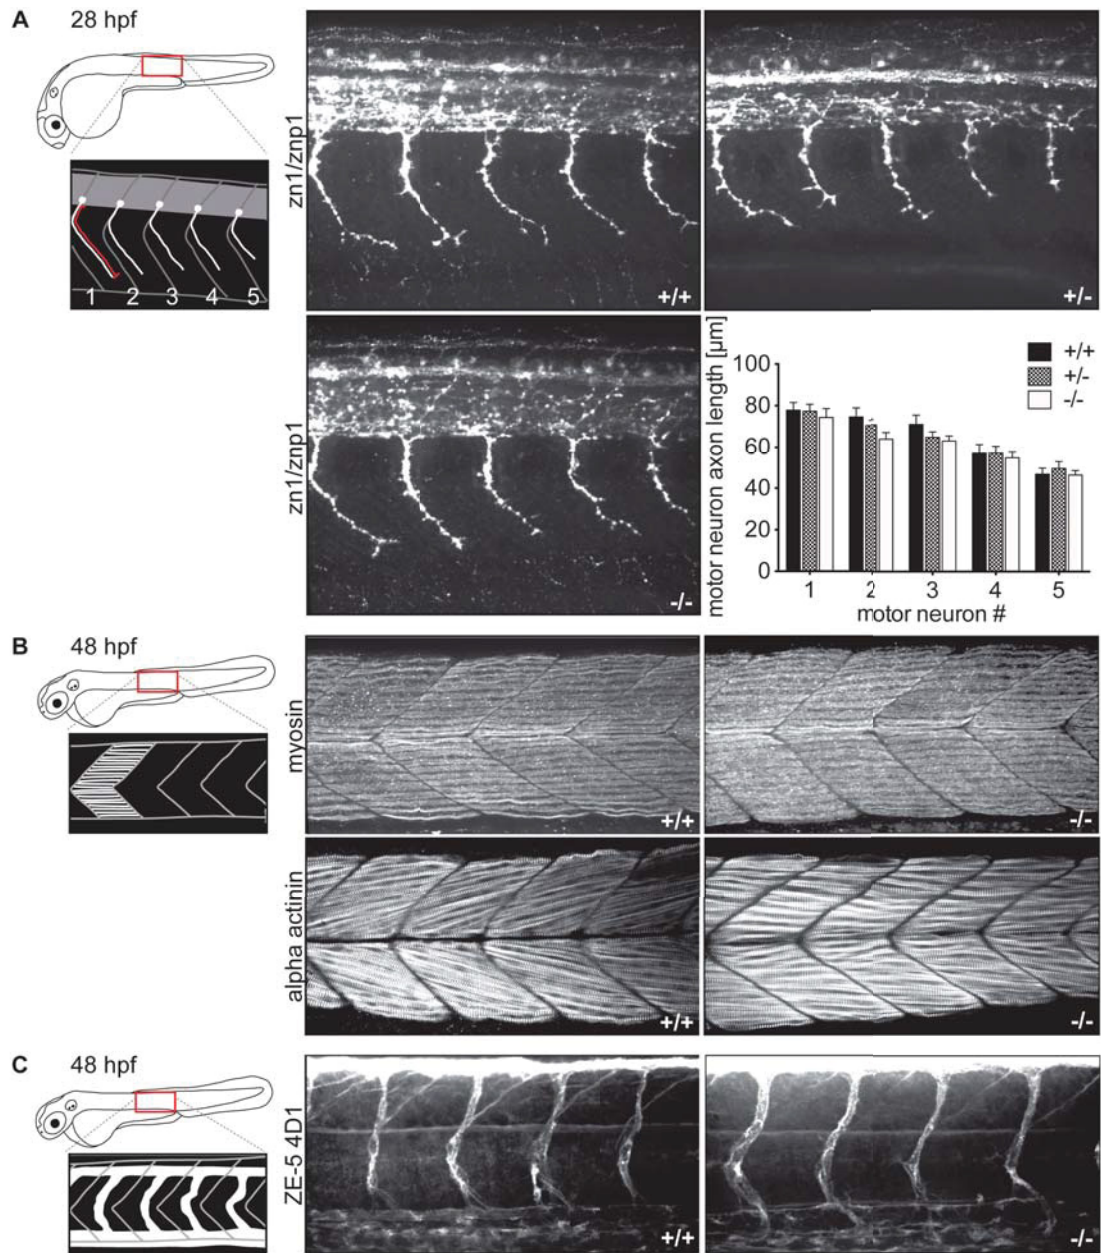 A 28 hpf
1 2 3 4 5
zn1/znp1
+/+
+/-
zn1/znp1
-/-
motor neuron axon length [µm]
100
80
60
40
20
0
+/+
+/-
-/-
1 2 3 4 5
motor neuron #
B 48 hpf
myosin
+/+
-/-
alpha actinin
+/+
-/-
C 48 hpf
ZE-5 4D1
+/+
-/-